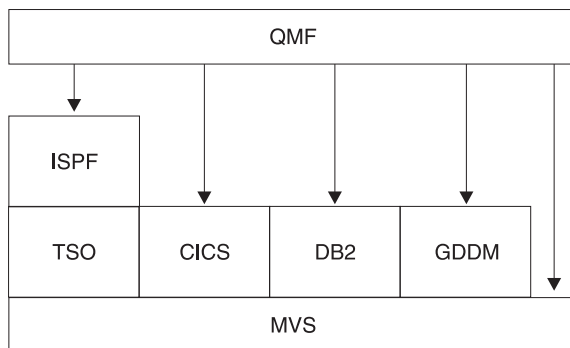 QMF
ISPF
TSO
CICS
DB2
GDDM
MVS